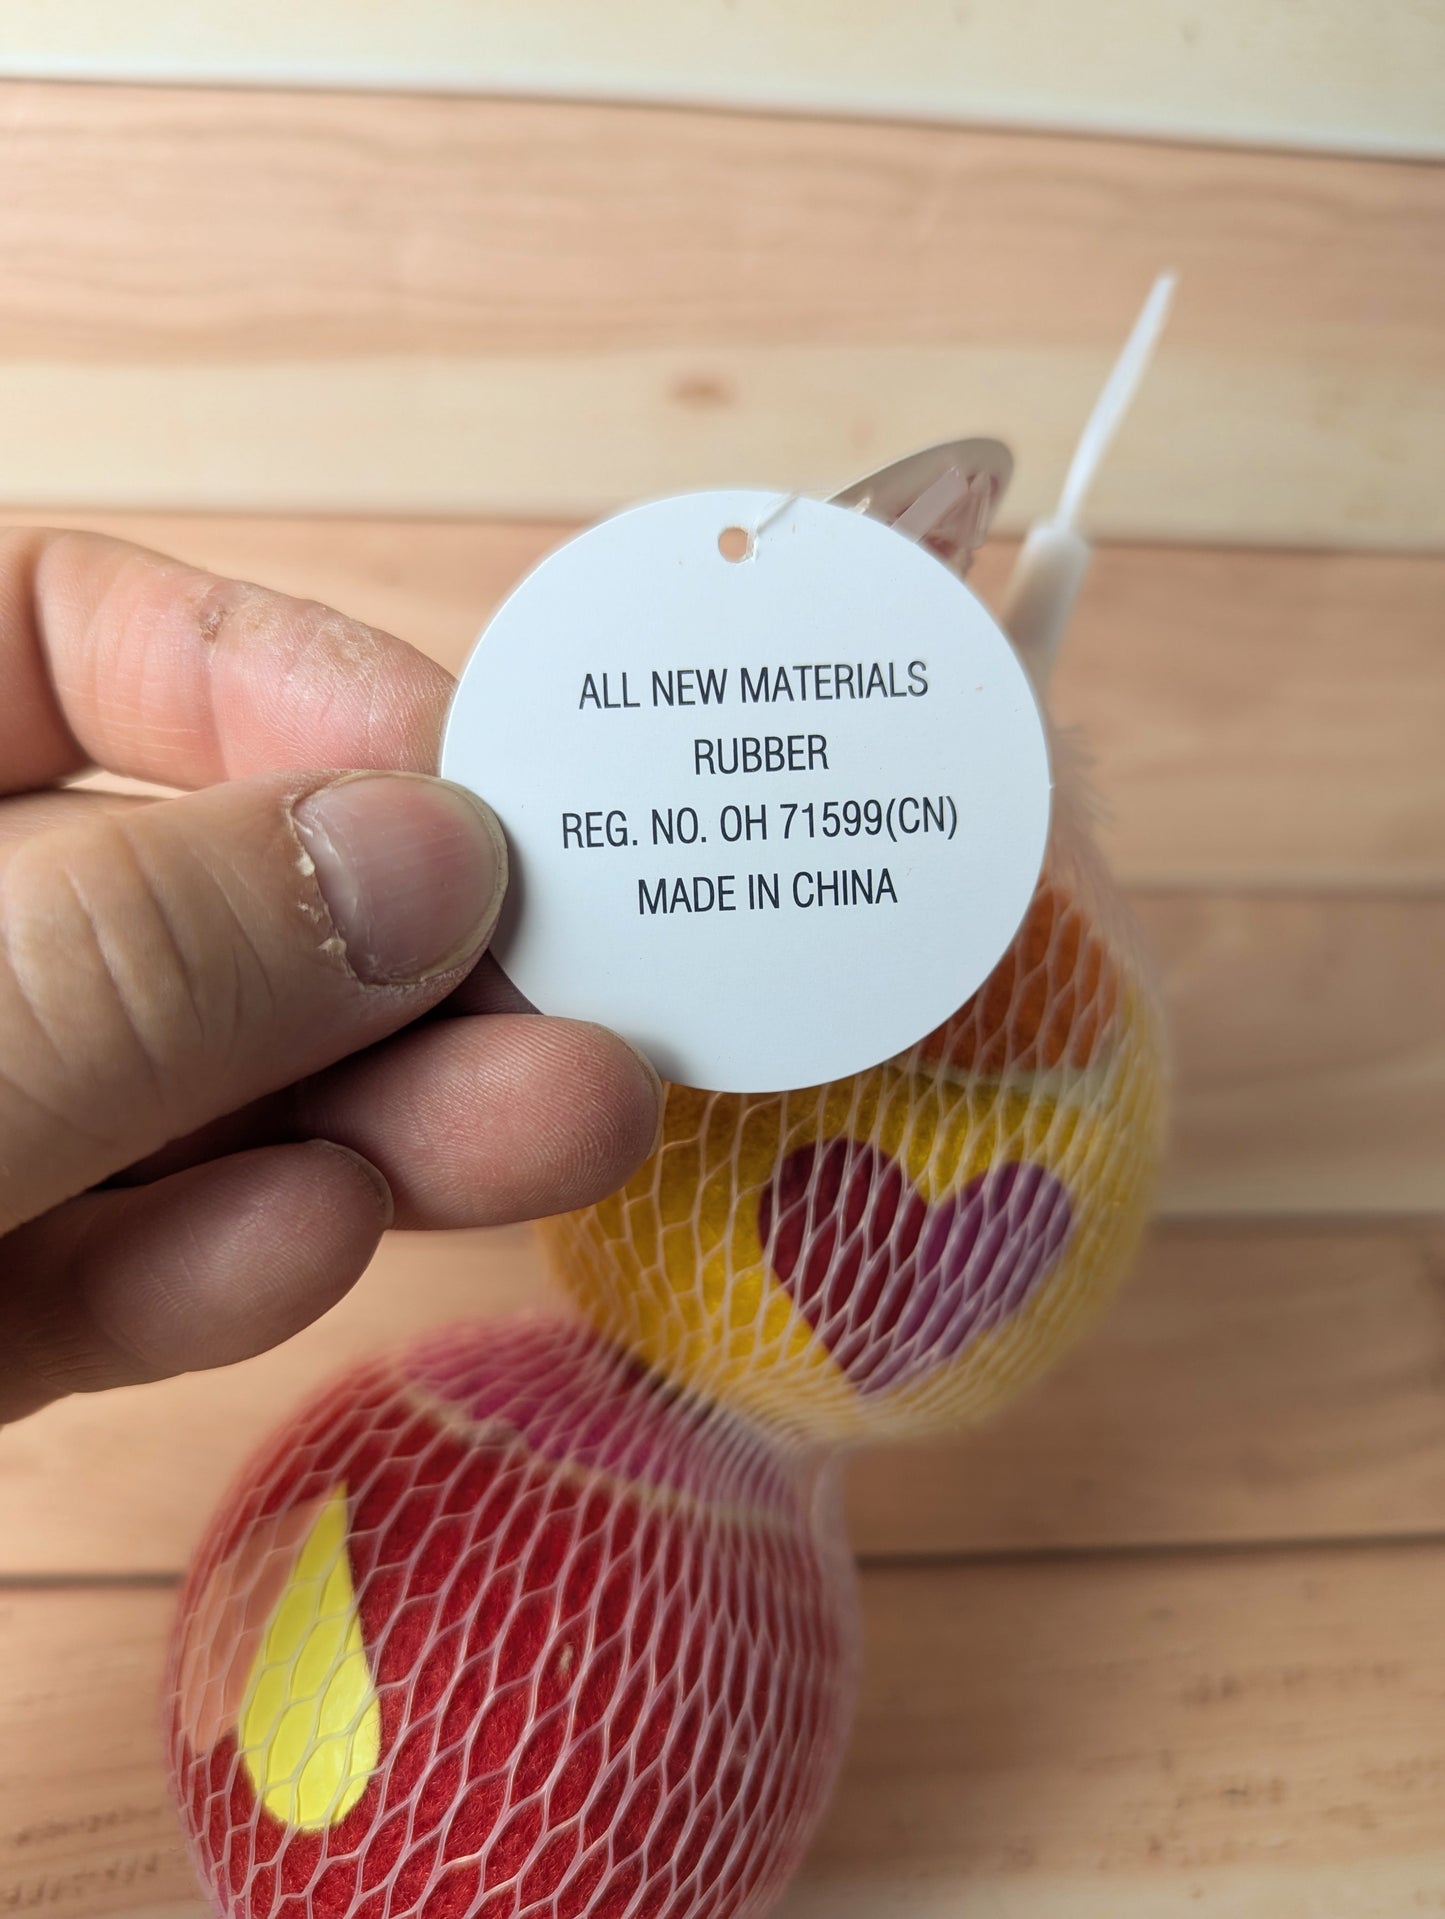 ALL NEW MATERIALS
RUBBER
REG. NO. OH 71599(CN)
MADE IN CHINA